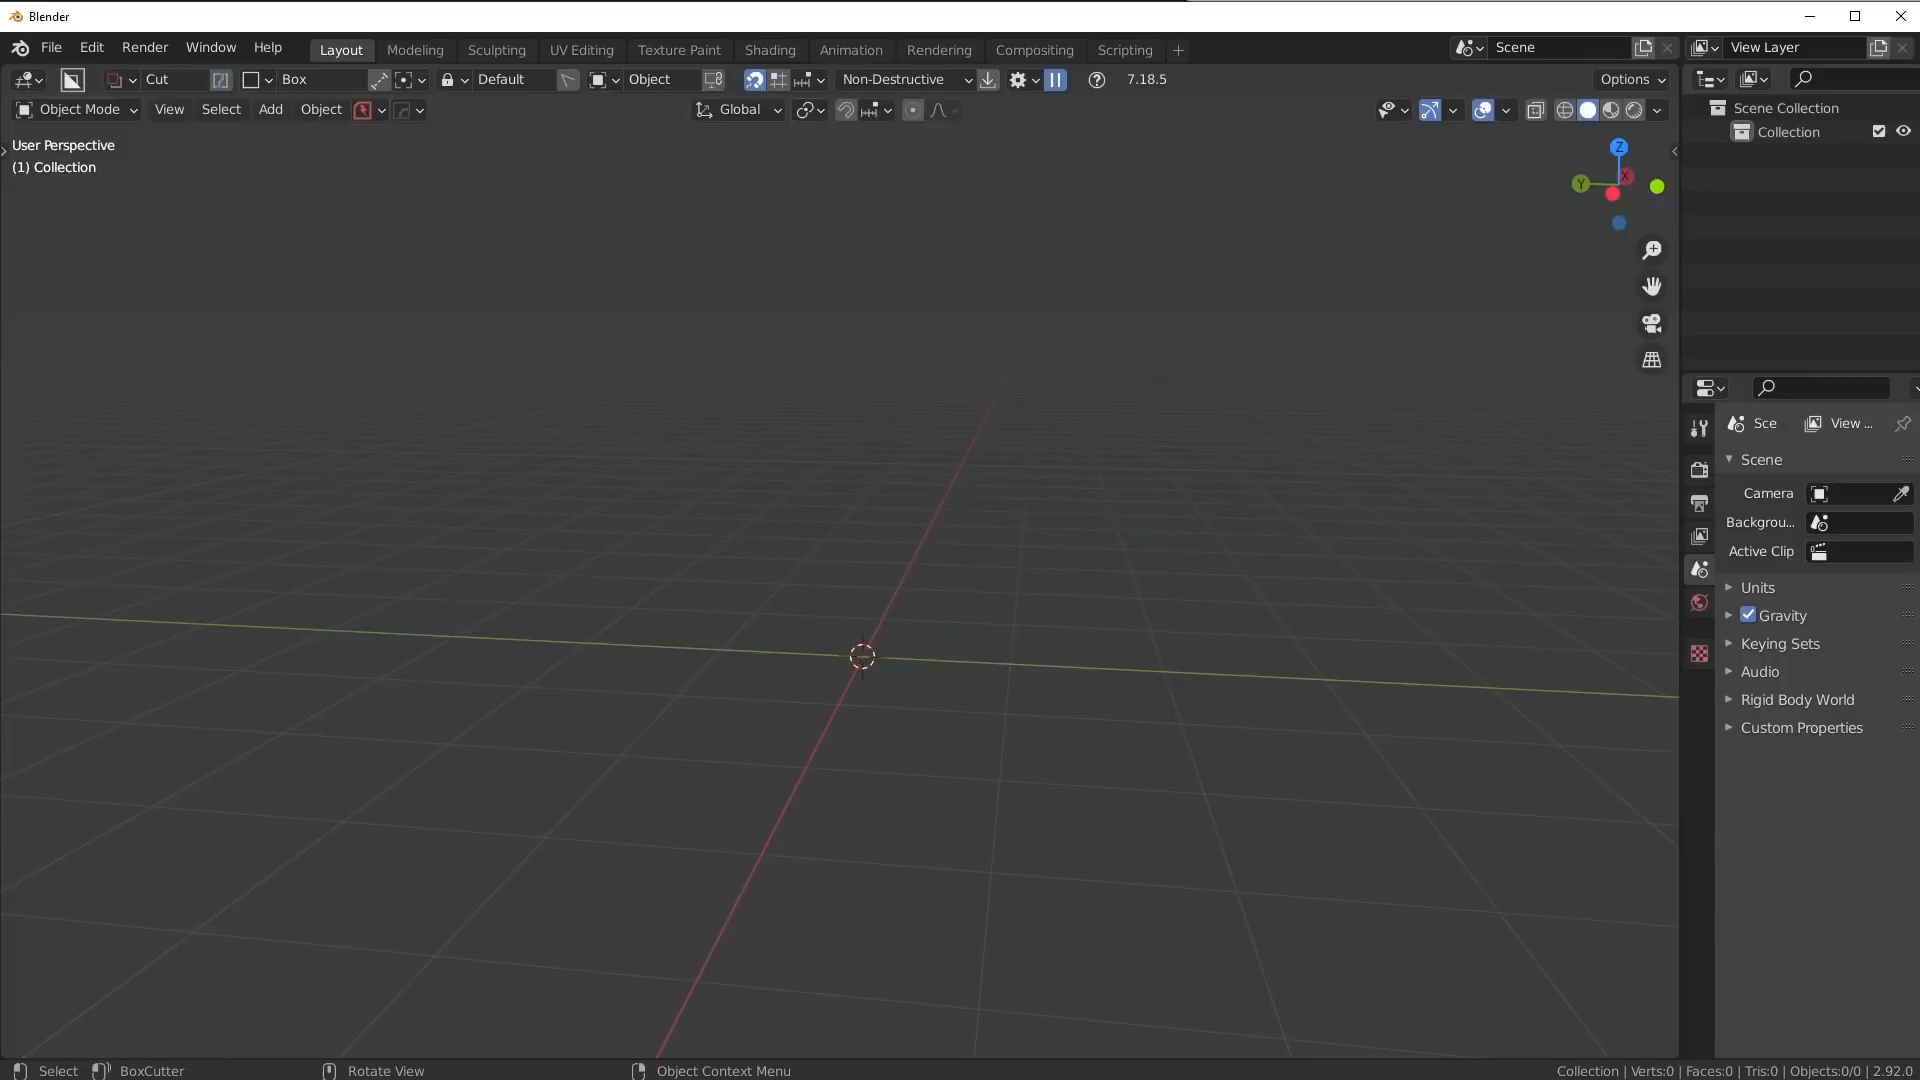 Blender
File Edit Render Window Help Layout Modeling Sculpting UV Editing Texture Paint Shading Animation Rendering Compositing Scripting + Scene View Layer
Cut Box Default Object Non-Destructive 7.18.5 Options
Object Mode View Select Add Object Global
User Perspective
(1) Collection
Z
Y X
Scene Collection
Collection
Sce View ...
Scene
Camera
Backgrou...
Active Clip
Units
Gravity
Keying Sets
Audio
Rigid Body World
Custom Properties
Select BoxCutter Rotate View Object Context Menu Collection | Verts:0 | Faces:0 | Tris:0 | Objects:0/0 | 2.92.0